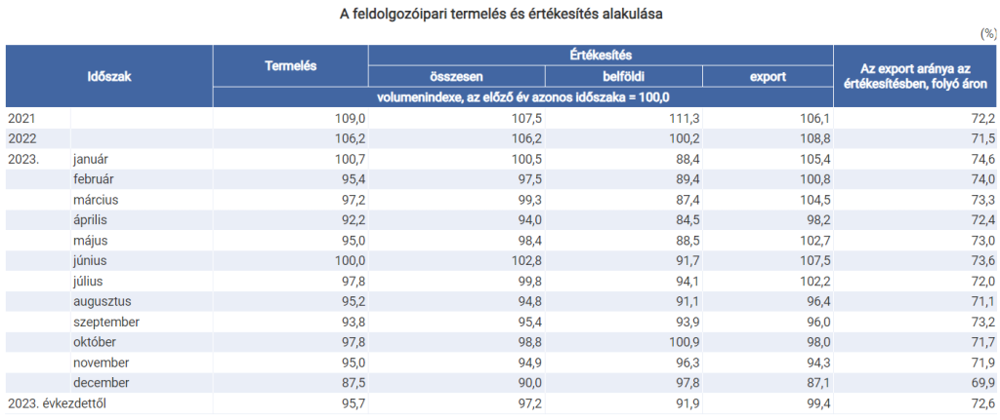 A feldolgozóipari termelés és értékesítés alakulása
(%)
Időszak Termelés Értékesítés Az export aránya az értékesítésben, folyó áron
összesen belföldi export
volumenindexe, az előző év azonos időszaka = 100,0
2021 109,0 107,5 111,3 106,1 72,2
2022 106,2 106,2 100,2 108,8 71,5
2023. január 100,7 100,5 88,4 105,4 74,6
február 95,4 97,5 89,4 100,8 74,0
március 97,2 99,3 87,4 104,5 73,3
április 92,2 94,0 84,5 98,2 72,4
május 95,0 98,4 88,5 102,7 73,0
június 100,0 102,8 91,7 107,5 73,6
július 97,8 99,8 94,1 102,2 72,0
augusztus 95,2 94,8 91,1 96,4 71,1
szeptember 93,8 95,4 93,9 96,0 73,2
október 97,8 98,8 100,9 98,0 71,7
november 95,0 94,9 96,3 94,3 71,9
december 87,5 90,0 97,8 87,1 69,9
2023. évkezdettől 95,7 97,2 91,9 99,4 72,6